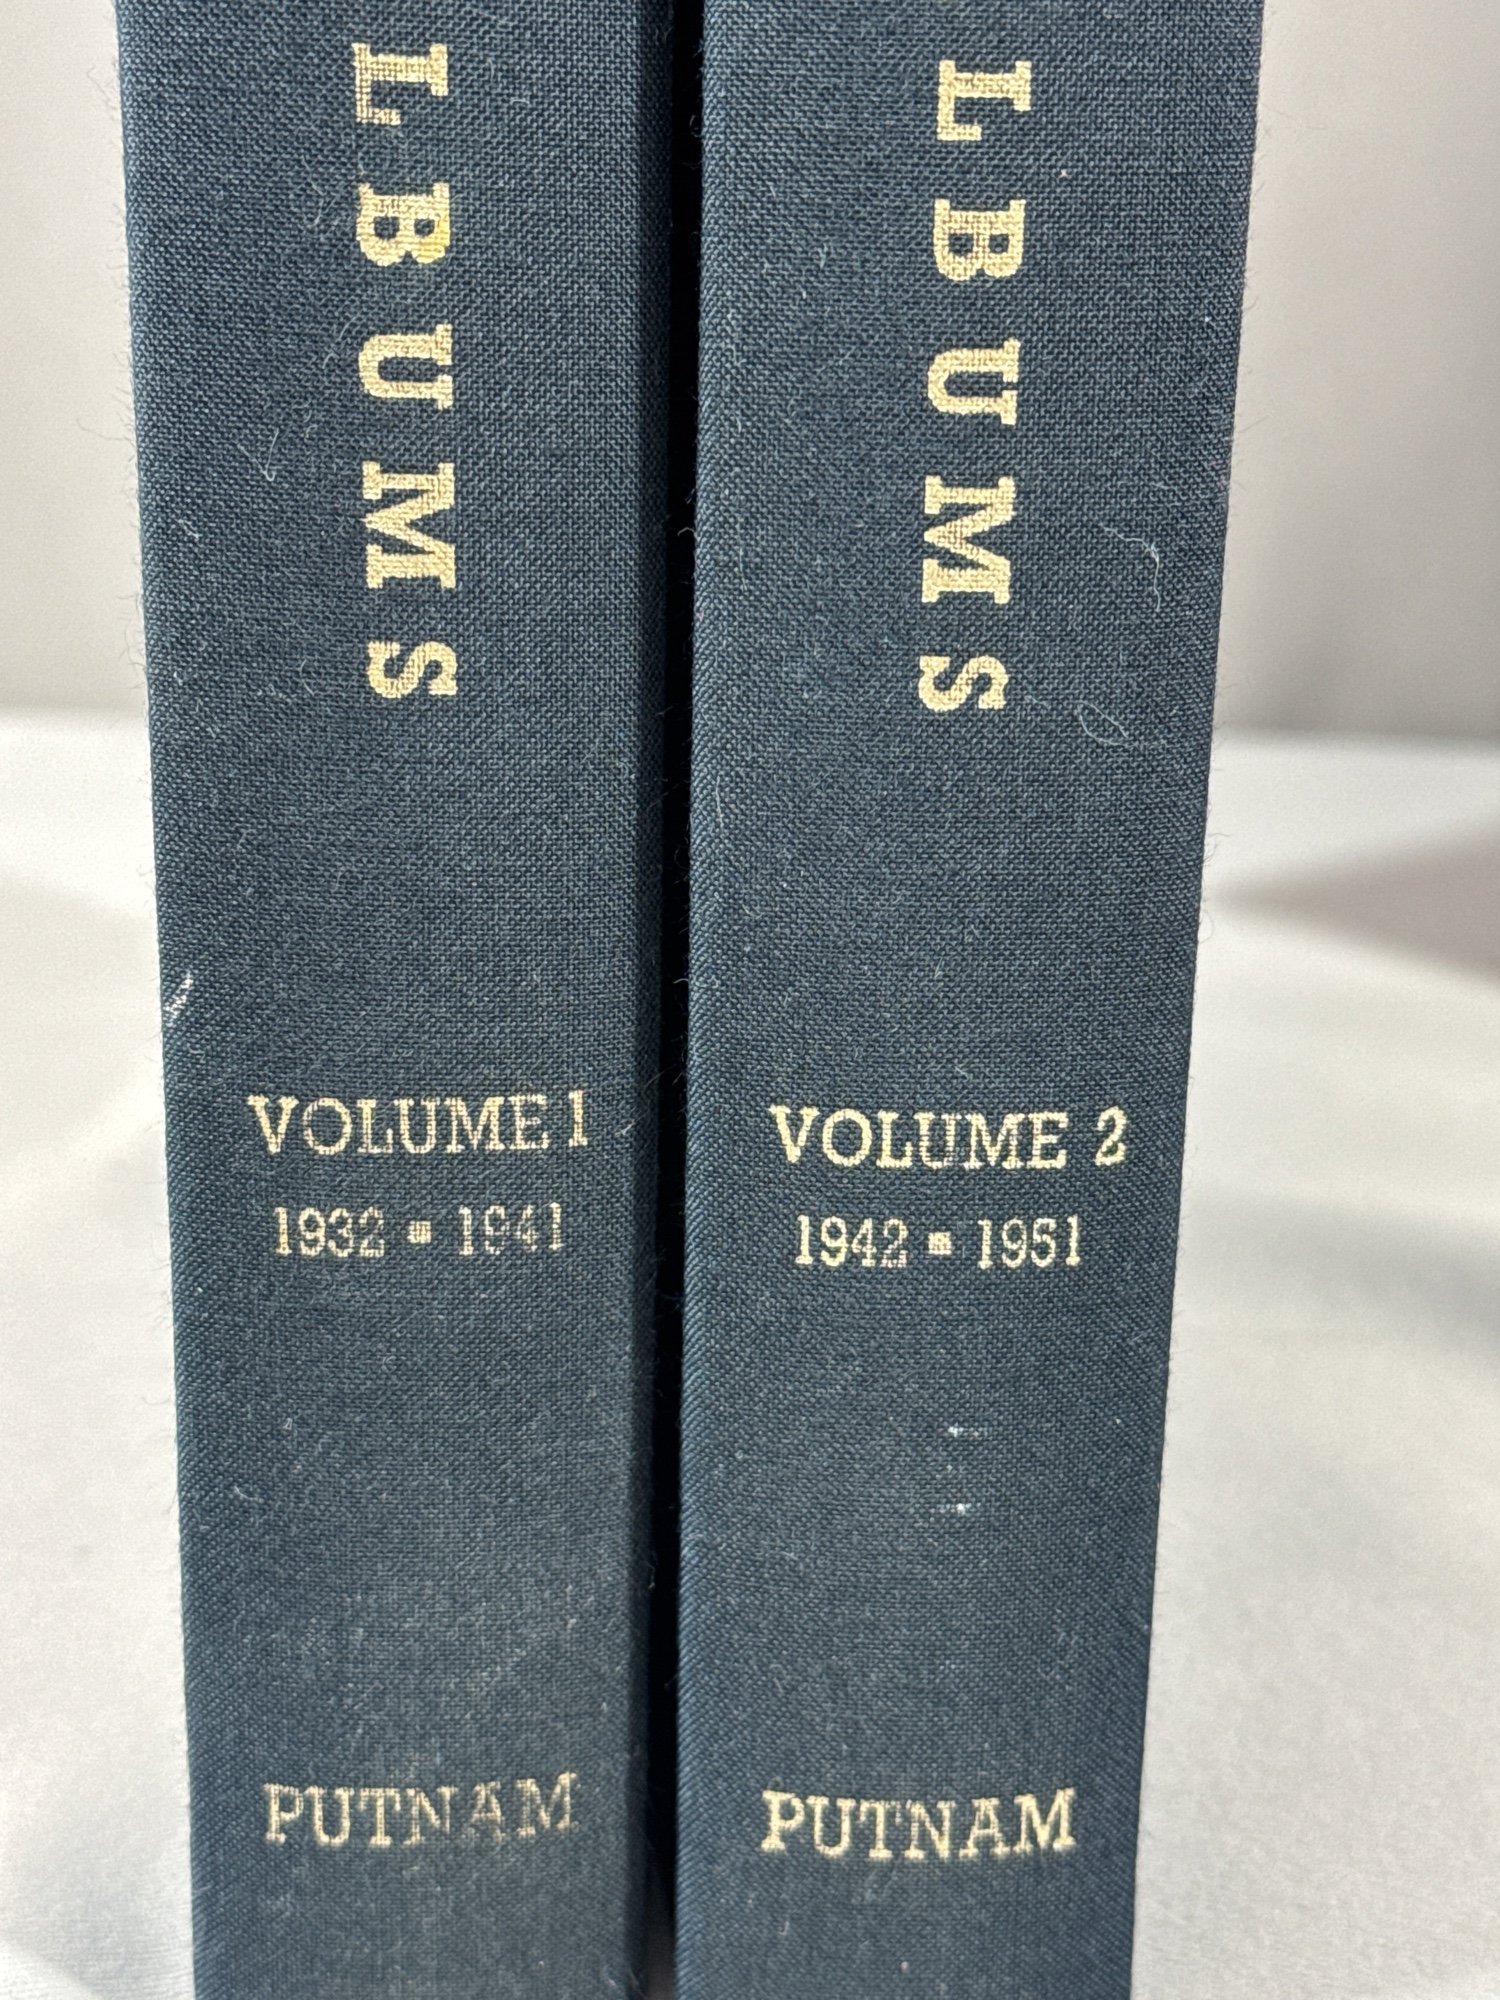 LBUMS
VOLUME 1
1932 ▪ 1941
PUTNAM
LBUMS
VOLUME 2
1942 ▪ 1951
PUTNAM